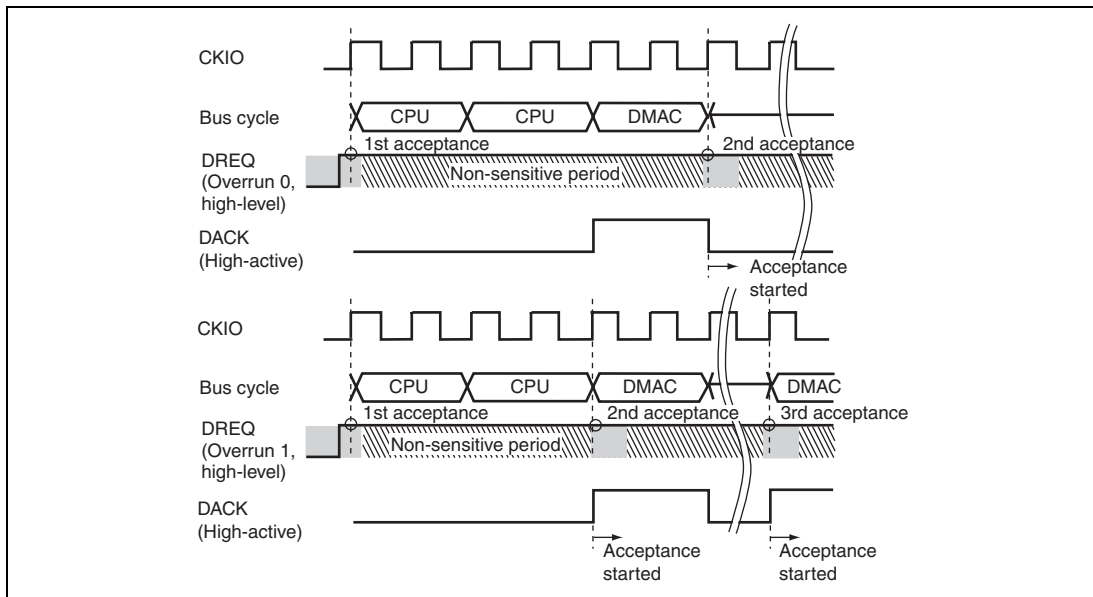 CKIO
Bus cycle
CPU
CPU
DMAC
1st acceptance
2nd acceptance
DREQ
(Overrun 0,
high-level)
Non-sensitive period
DACK
(High-active)
Acceptance
started
CKIO
Bus cycle
CPU
CPU
DMAC
DMAC
1st acceptance
2nd acceptance
3rd acceptance
DREQ
(Overrun 1,
high-level)
Non-sensitive period
DACK
(High-active)
Acceptance
started
Acceptance
started